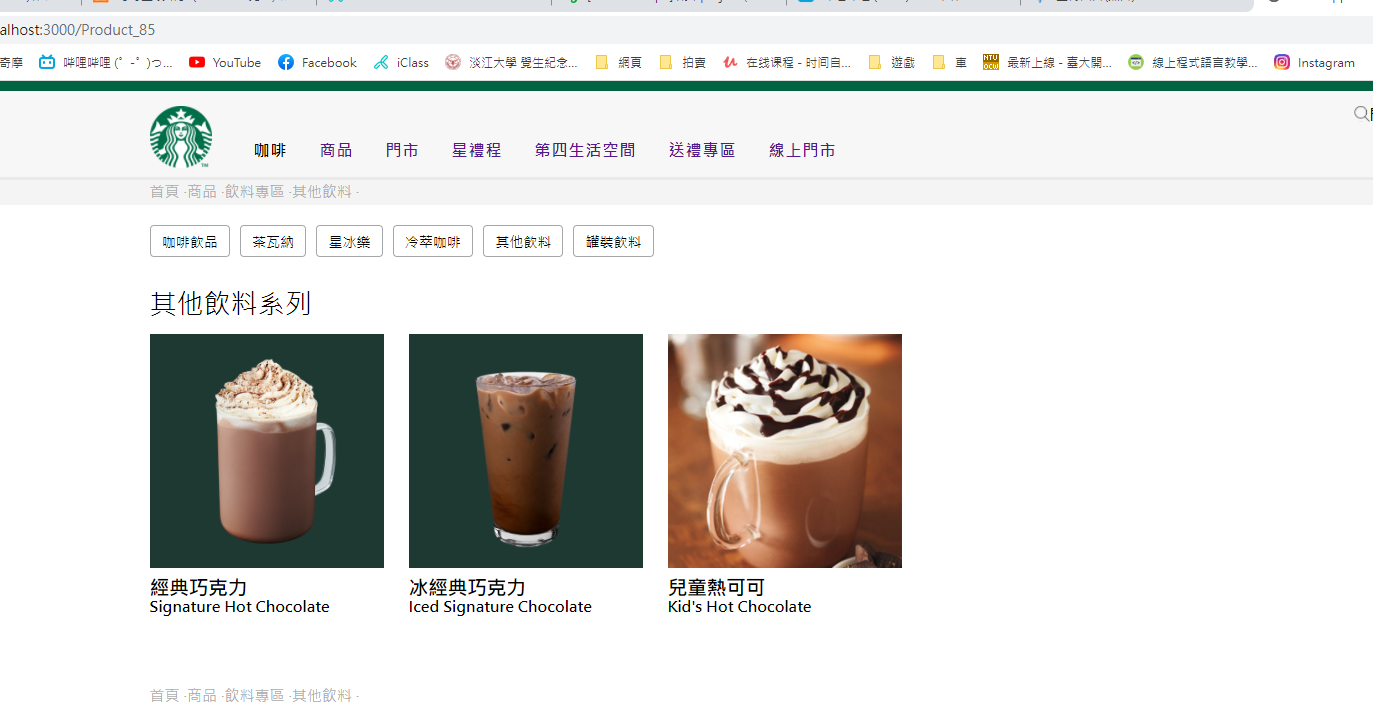 alhost:3000/Product_85
奇摩 哔哩哔哩 (゜-゜)つ... YouTube Facebook iClass 淡江大學 覺生紀念... 網頁 拍賣 在线课程 - 时间自... 遊戲 車 NTU OCW 最新上線 - 臺大開... 線上程式語言教學... Instagram
咖啡 商品 門市 星禮程 第四生活空間 送禮專區 線上門市
首頁 ·商品 ·飲料專區 ·其他飲料 ·
咖啡飲品 茶瓦納 星冰樂 冷萃咖啡 其他飲料 罐裝飲料
其他飲料系列
經典巧克力 冰經典巧克力 兒童熱可可
Signature Hot Chocolate Iced Signature Chocolate Kid's Hot Chocolate
首頁 ·商品 ·飲料專區 ·其他飲料 ·